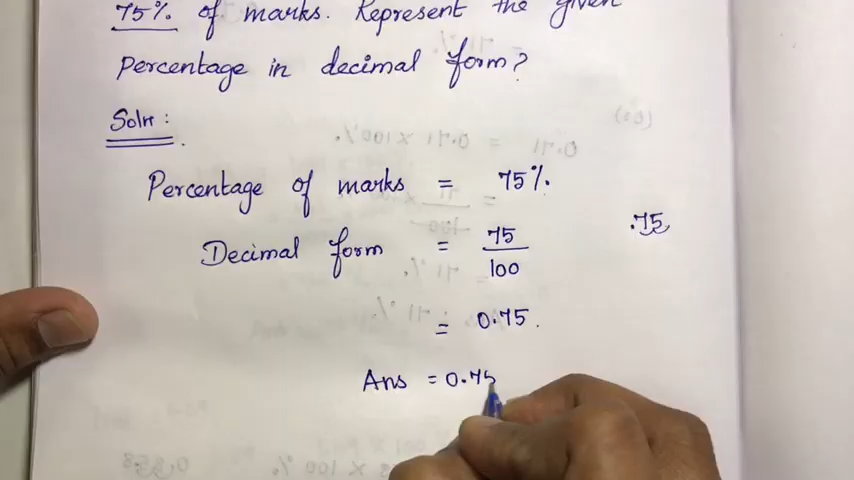 75% of marks. Represent the given
Percentage in decimal form?
Soln :
Percentage of marks = 75%.
Decimal form = 75/100
.75
= 0.75.
Ans = 0.75